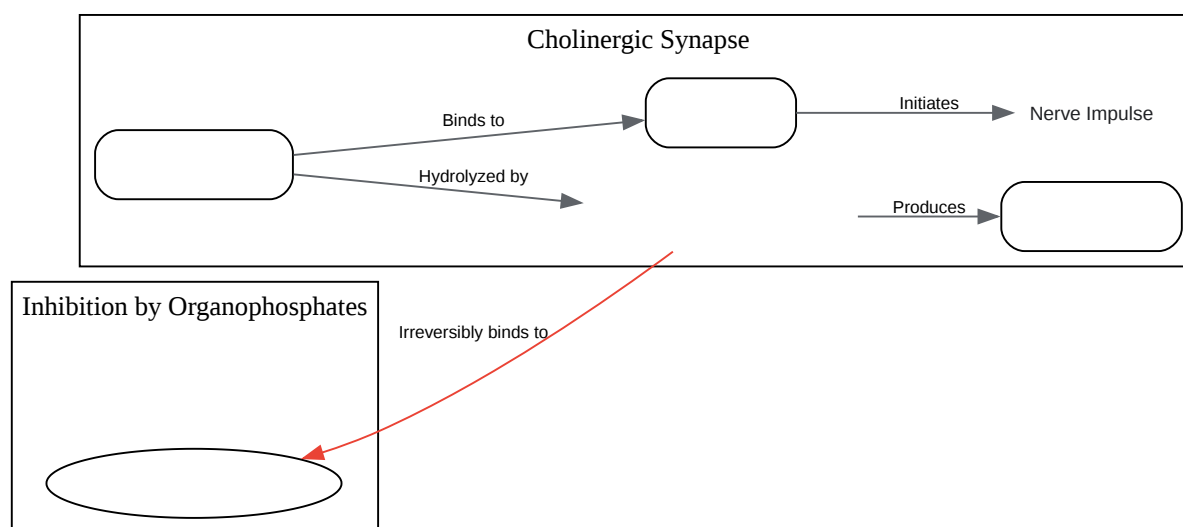 Cholinergic Synapse
Binds to
Initiates
Nerve Impulse
Hydrolyzed by
Produces
Inhibition by Organophosphates
Irreversibly binds to